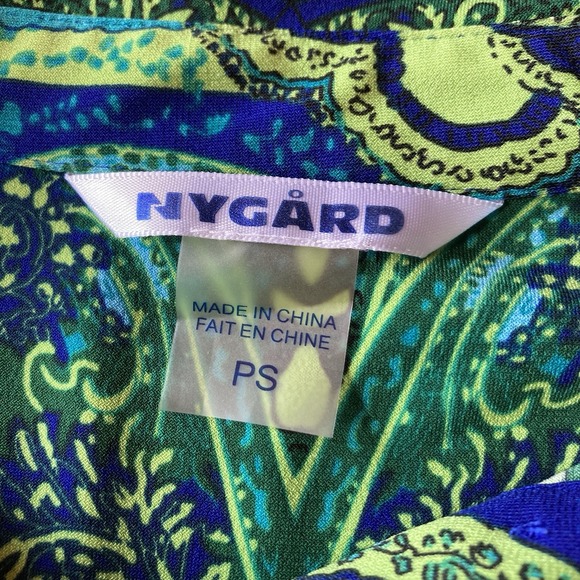 NYGÅRD
MADE IN CHINA
FAIT EN CHINE
PS